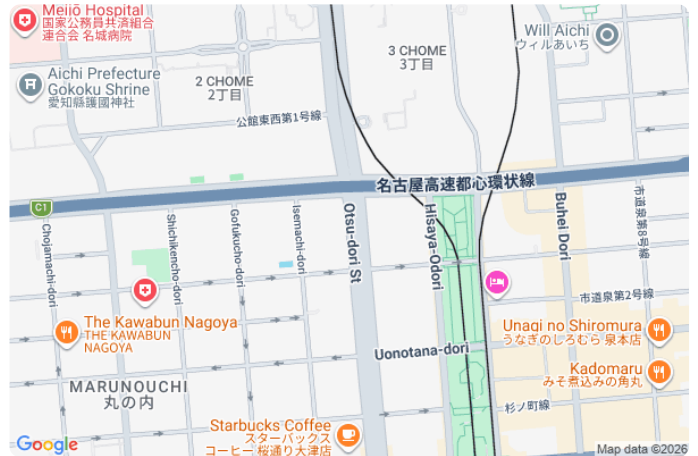 Meijō Hospital
国家公務員共済組合
連合会 名城病院
Will Aichi
ウィルあいち
3 CHOME
3丁目
2 CHOME
2丁目
Aichi Prefecture
Gokoku Shrine
愛知縣護國神社
公館東西第1号線
名古屋高速都心環状線
C1
Chojamachi-dori
Shichikencho-dori
Gofukucho-dori
Isemachi-dori
Otsu-dori St
Hisaya-Odori
Buhei Dori
市道泉第8号線
市道泉第2号線
The Kawabun Nagoya
THE KAWABUN
NAGOYA
Unagi no Shiromura
うなぎのしろむら 泉本店
Uonotana-dori
Kadomaru
みそ煮込みの角丸
MARUNOUCHI
丸の内
杉ノ町線
Starbucks Coffee
スターバックス
コーヒー 桜通り大津店
Google
Map data ©2026